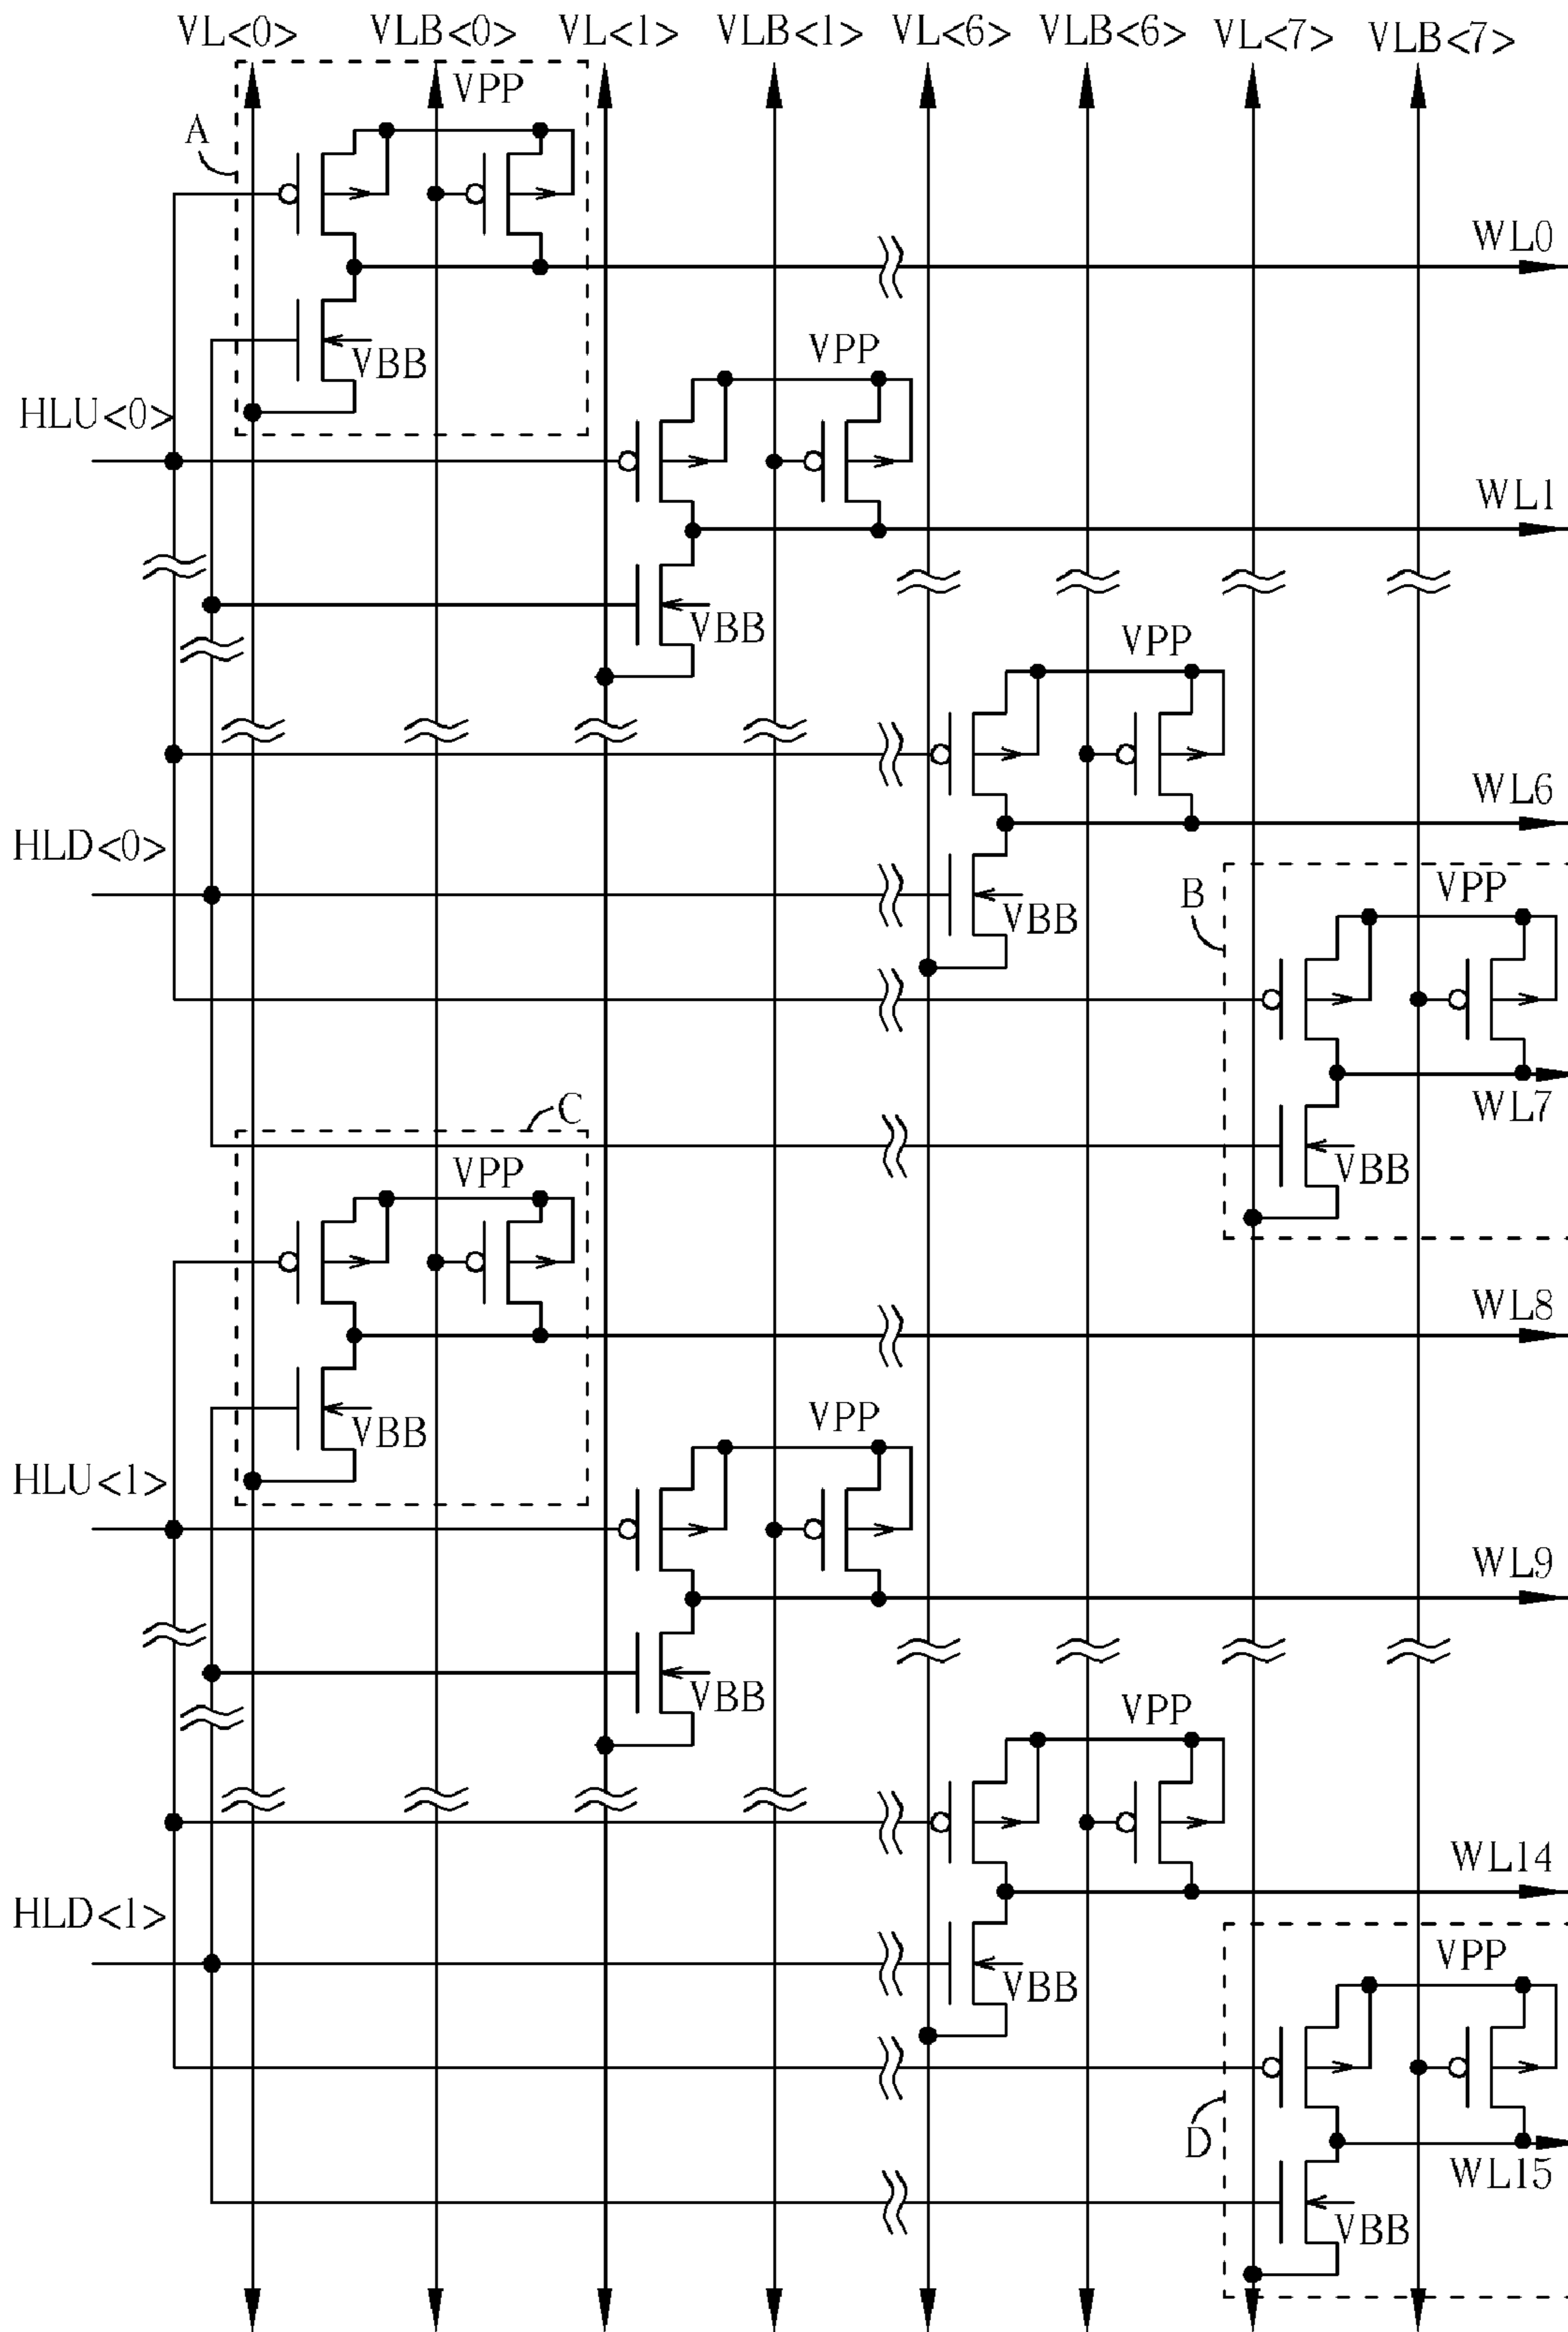 VL<0> VLB<0> VL<1> VLB<1> VL<6> VLB<6> VL<7> VLB<7>
VPP
A
WL0
VPP
VBB
HLU<0>
WL1
VBB
VPP
WL6
HLD<0>
VPP
B
VBB
WL7
C
VPP
VBB
WL8
VPP
VBB
HLU<1>
WL9
VBB
VPP
WL14
HLD<1>
VPP
VBB
D
WL15
VBB